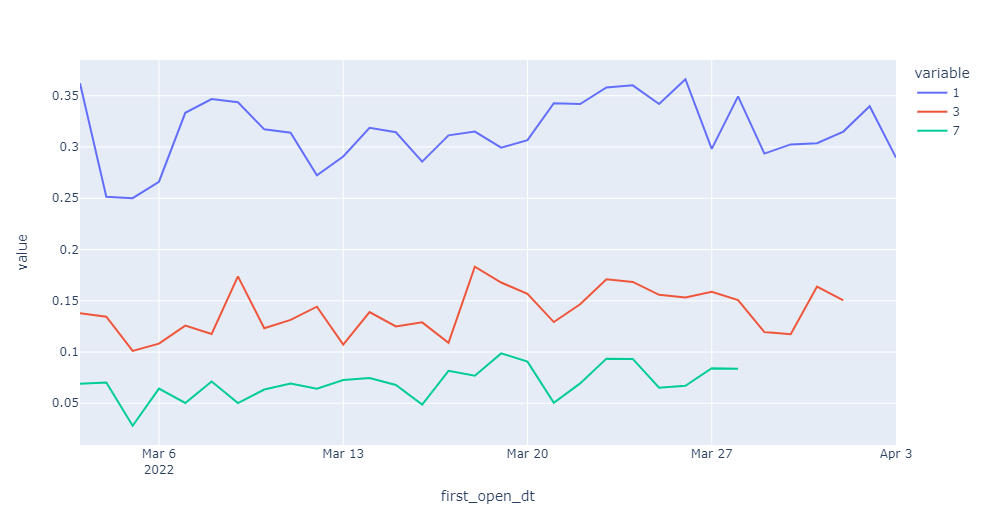 variable
1
3
7
value
0.35
0.3
0.25
0.2
0.15
0.1
0.05
Mar 6
2022
Mar 13
Mar 20
Mar 27
Apr 3
first_open_dt